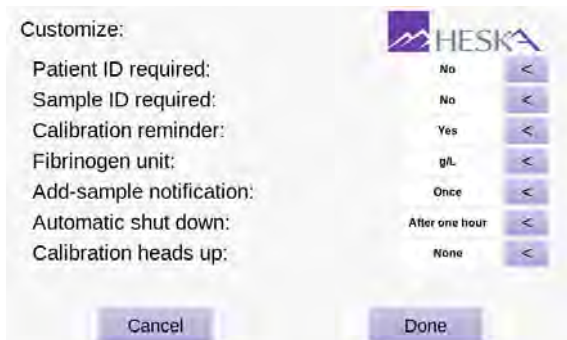 Customize:
HESKA
Patient ID required: No <
Sample ID required: No <
Calibration reminder: Yes <
Fibrinogen unit: g/L <
Add-sample notification: Once <
Automatic shut down: After one hour <
Calibration heads up: None <
Cancel Done